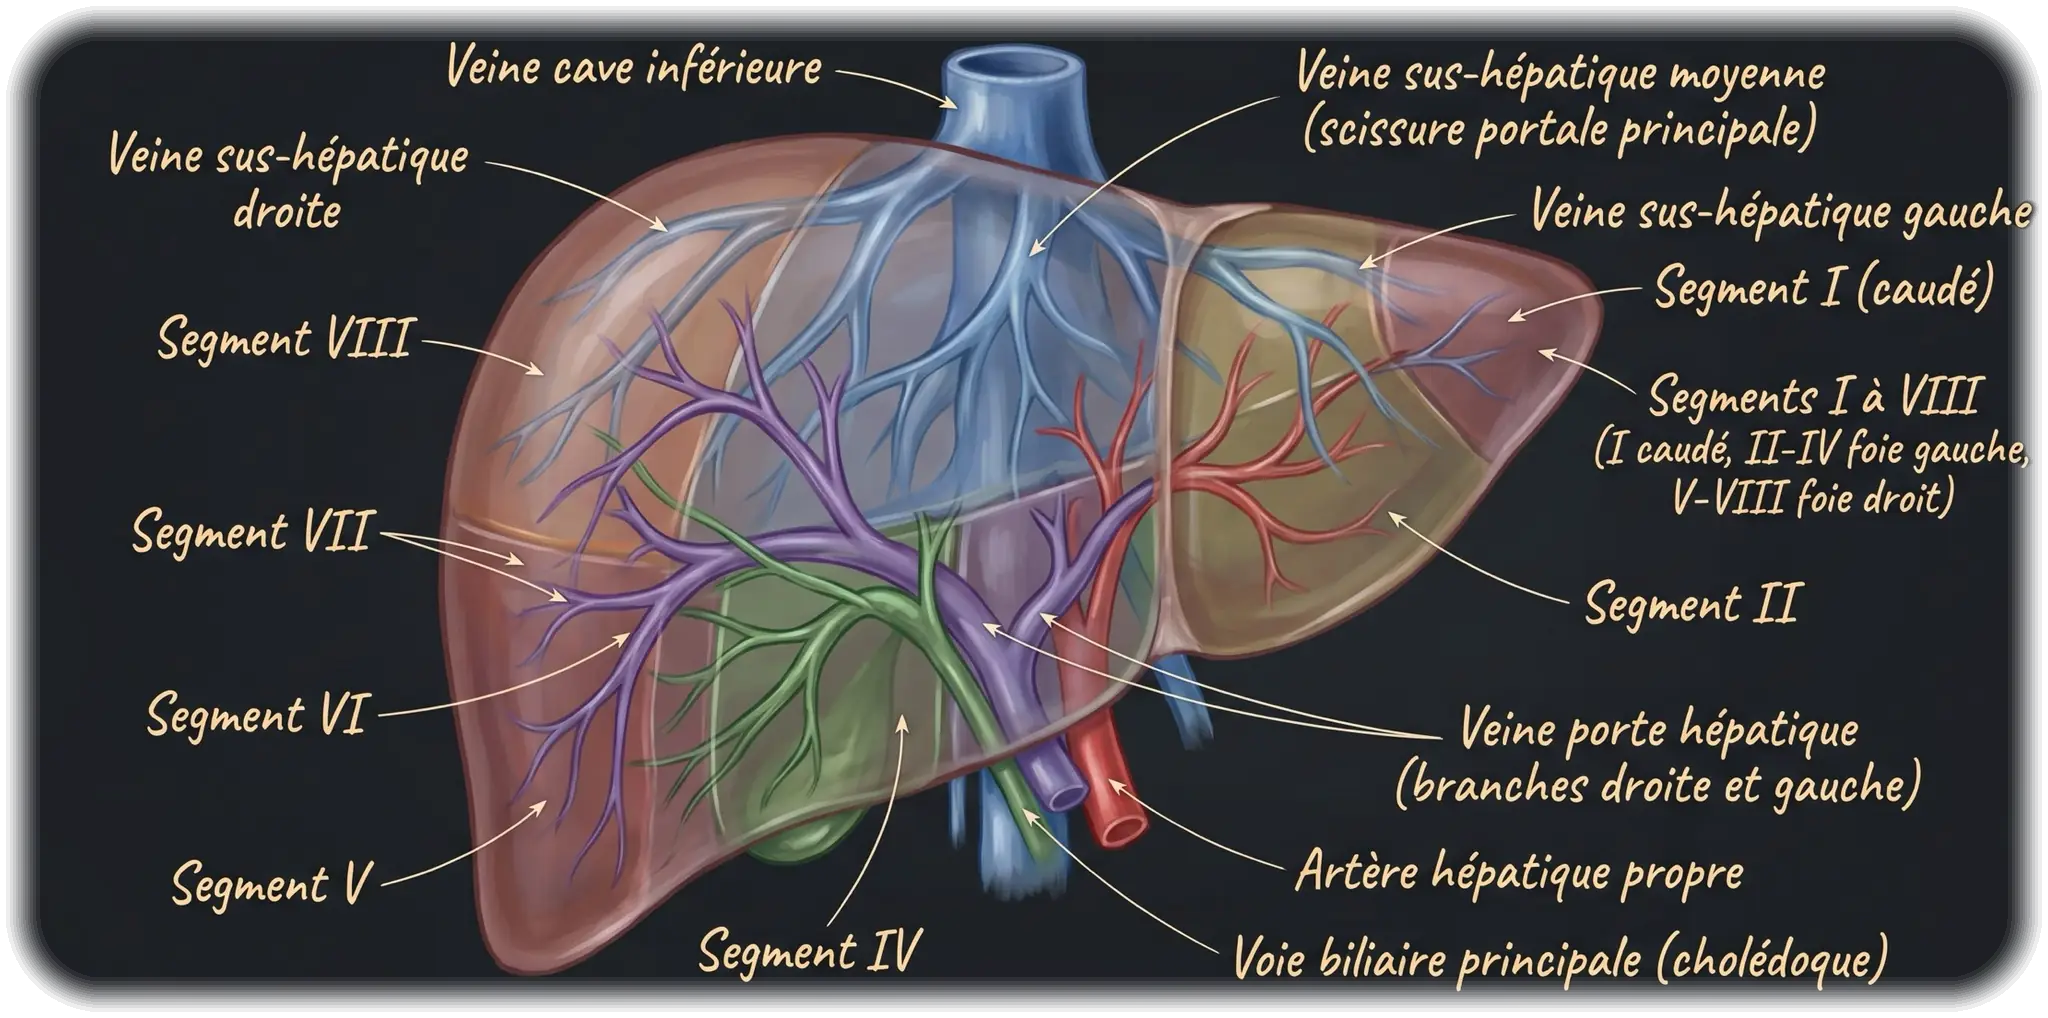 Veine cave inférieure
Veine sus-hépatique moyenne
(scissure portale principale)
Veine sus-hépatique
droite
Veine sus-hépatique gauche
Segment I (caudé)
Segment VIII
Segments I à VIII
(I caudé, II-IV foie gauche,
V-VIII foie droit)
Segment VII
Segment II
Segment VI
Veine porte hépatique
(branches droite et gauche)
Segment V
Artère hépatique propre
Segment IV
Voie biliaire principale (cholédoque)